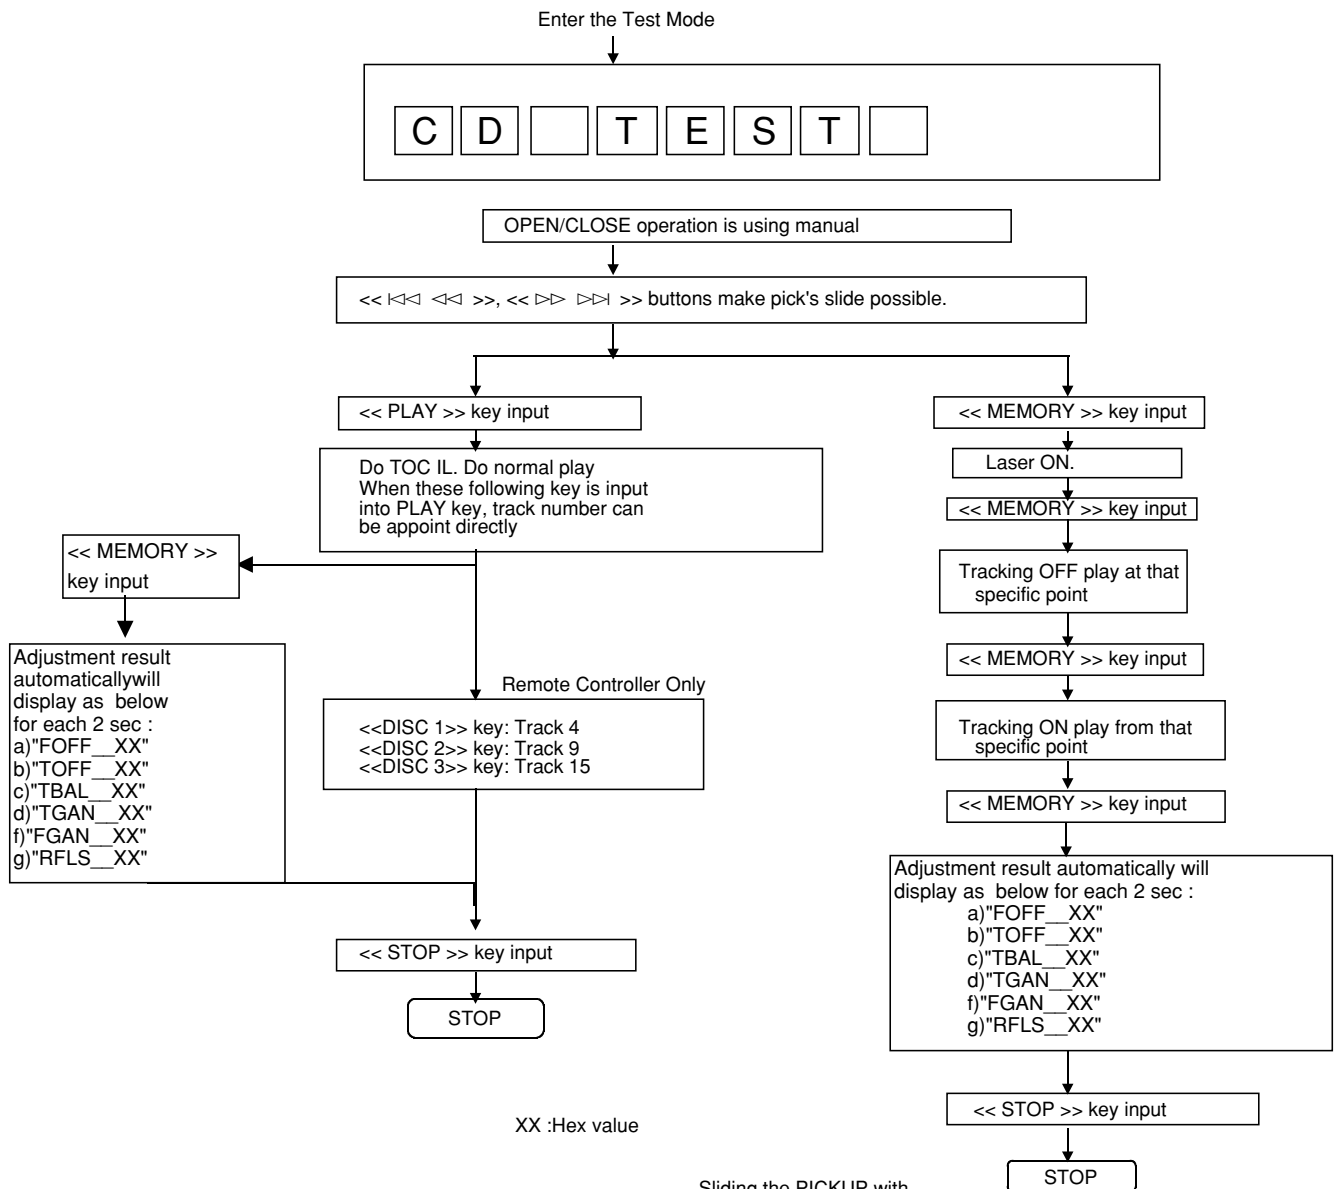 Enter the Test Mode
C D T E S T
OPEN/CLOSE operation is using manual
<< |◁◁ ◁◁ >>, << ▷▷ ▷▷| >> buttons make pick's slide possible.
<< PLAY >> key input
Do TOC IL. Do normal play
When these following key is input
into PLAY key, track number can
be appoint directly
<< MEMORY >>
key input
Adjustment result
automaticallywill
display as below
for each 2 sec :
a)"FOFF__XX"
b)"TOFF__XX"
c)"TBAL__XX"
d)"TGAN__XX"
f)"FGAN__XX"
g)"RFLS__XX"
Remote Controller Only
<<DISC 1>> key: Track 4
<<DISC 2>> key: Track 9
<<DISC 3>> key: Track 15
<< STOP >> key input
STOP
<< MEMORY >> key input
Laser ON.
<< MEMORY >> key input
Tracking OFF play at that
specific point
<< MEMORY >> key input
Tracking ON play from that
specific point
<< MEMORY >> key input
Adjustment result automatically will
display as below for each 2 sec :
a)"FOFF__XX"
b)"TOFF__XX"
c)"TBAL__XX"
d)"TGAN__XX"
f)"FGAN__XX"
g)"RFLS__XX"
<< STOP >> key input
STOP
XX :Hex value
Sliding the PICKUP with